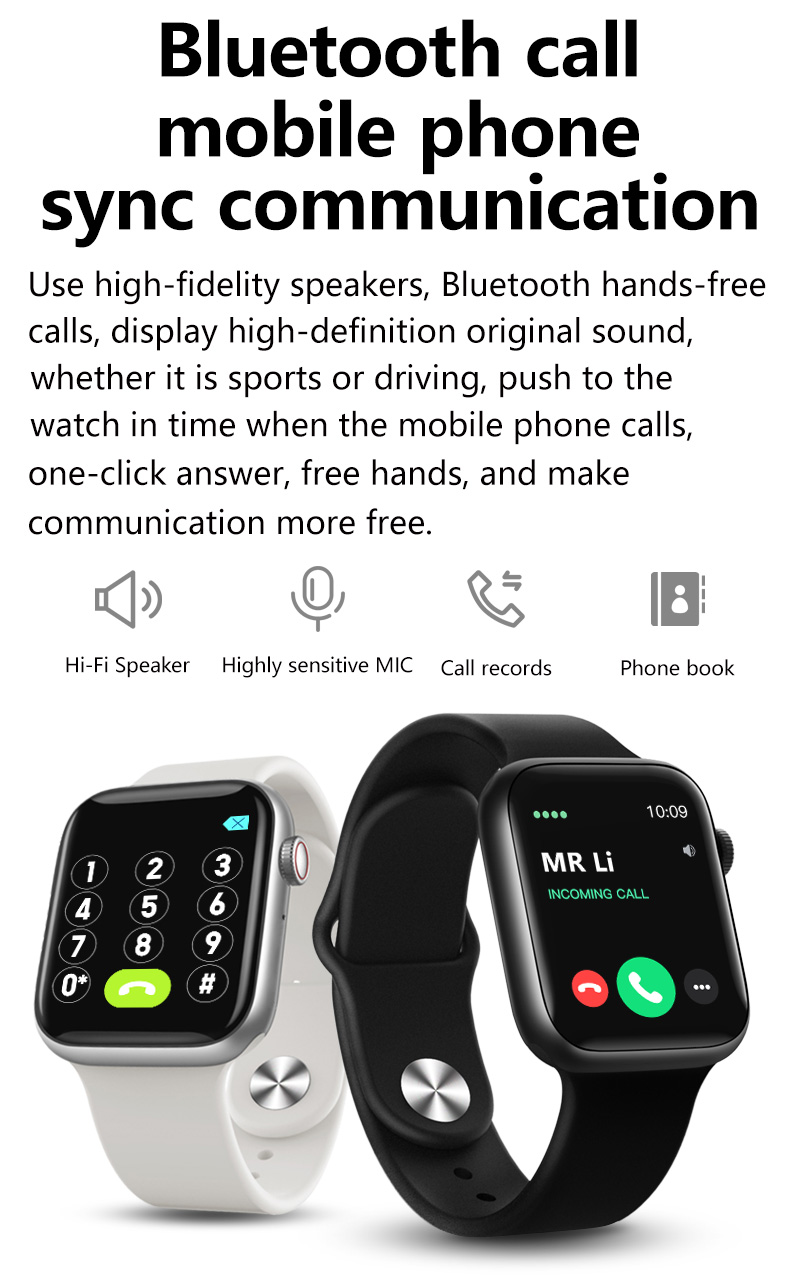 Bluetooth call
mobile phone
sync communication
Use high-fidelity speakers, Bluetooth hands-free
calls, display high-definition original sound,
whether it is sports or driving, push to the
watch in time when the mobile phone calls,
one-click answer, free hands, and make
communication more free.
Hi-Fi Speaker
Highly sensitive MIC
Call records
Phone book
1 2 3
4 5 6
7 8 9
0* #
10:09
MR Li
INCOMING CALL